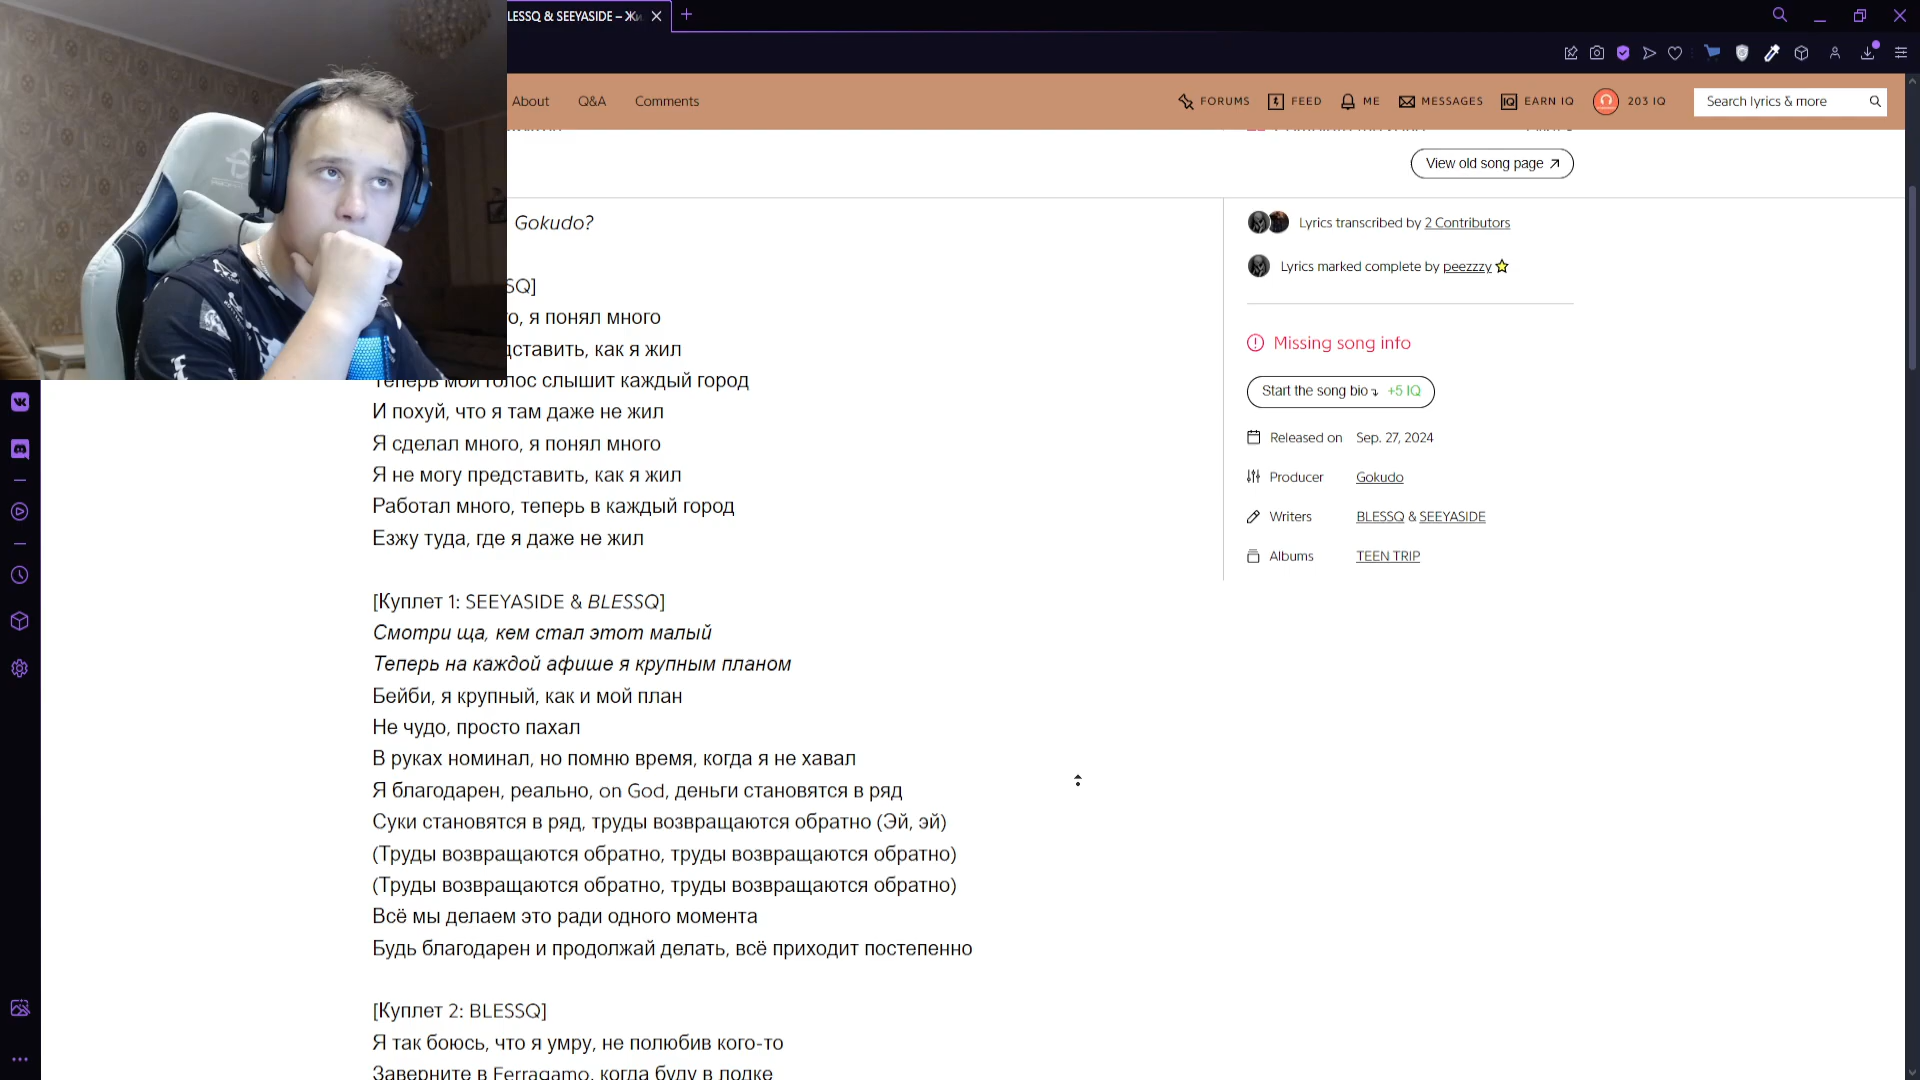 LESSQ & SEEYASIDE – Жи
About Q&A Comments
FORUMS FEED ME MESSAGES IQ EARN IQ 203 IQ
Search lyrics & more
View old song page
Gokudo?
Lyrics transcribed by 2 Contributors
Lyrics marked complete by peezzzy
Missing song info
Start the song bio +5 IQ
Released on Sep. 27, 2024
Producer Gokudo
Writers BLESSQ & SEEYASIDE
Albums TEEN TRIP
SQ]
о, я понял много
дставить, как я жил
Теперь мой голос слышит каждый город
И похуй, что я там даже не жил
Я сделал много, я понял много
Я не могу представить, как я жил
Работал много, теперь в каждый город
Езжу туда, где я даже не жил
[Куплет 1: SEEYASIDE & BLESSQ]
Смотри ща, кем стал этот малый
Теперь на каждой афише я крупным планом
Бейби, я крупный, как и мой план
Не чудо, просто пахал
В руках номинал, но помню время, когда я не хавал
Я благодарен, реально, on God, деньги становятся в ряд
Суки становятся в ряд, труды возвращаются обратно (Эй, эй)
(Труды возвращаются обратно, труды возвращаются обратно)
(Труды возвращаются обратно, труды возвращаются обратно)
Всё мы делаем это ради одного момента
Будь благодарен и продолжай делать, всё приходит постепенно
[Куплет 2: BLESSQ]
Я так боюсь, что я умру, не полюбив кого-то
Заверните в Ferragamo, когда буду в лодке